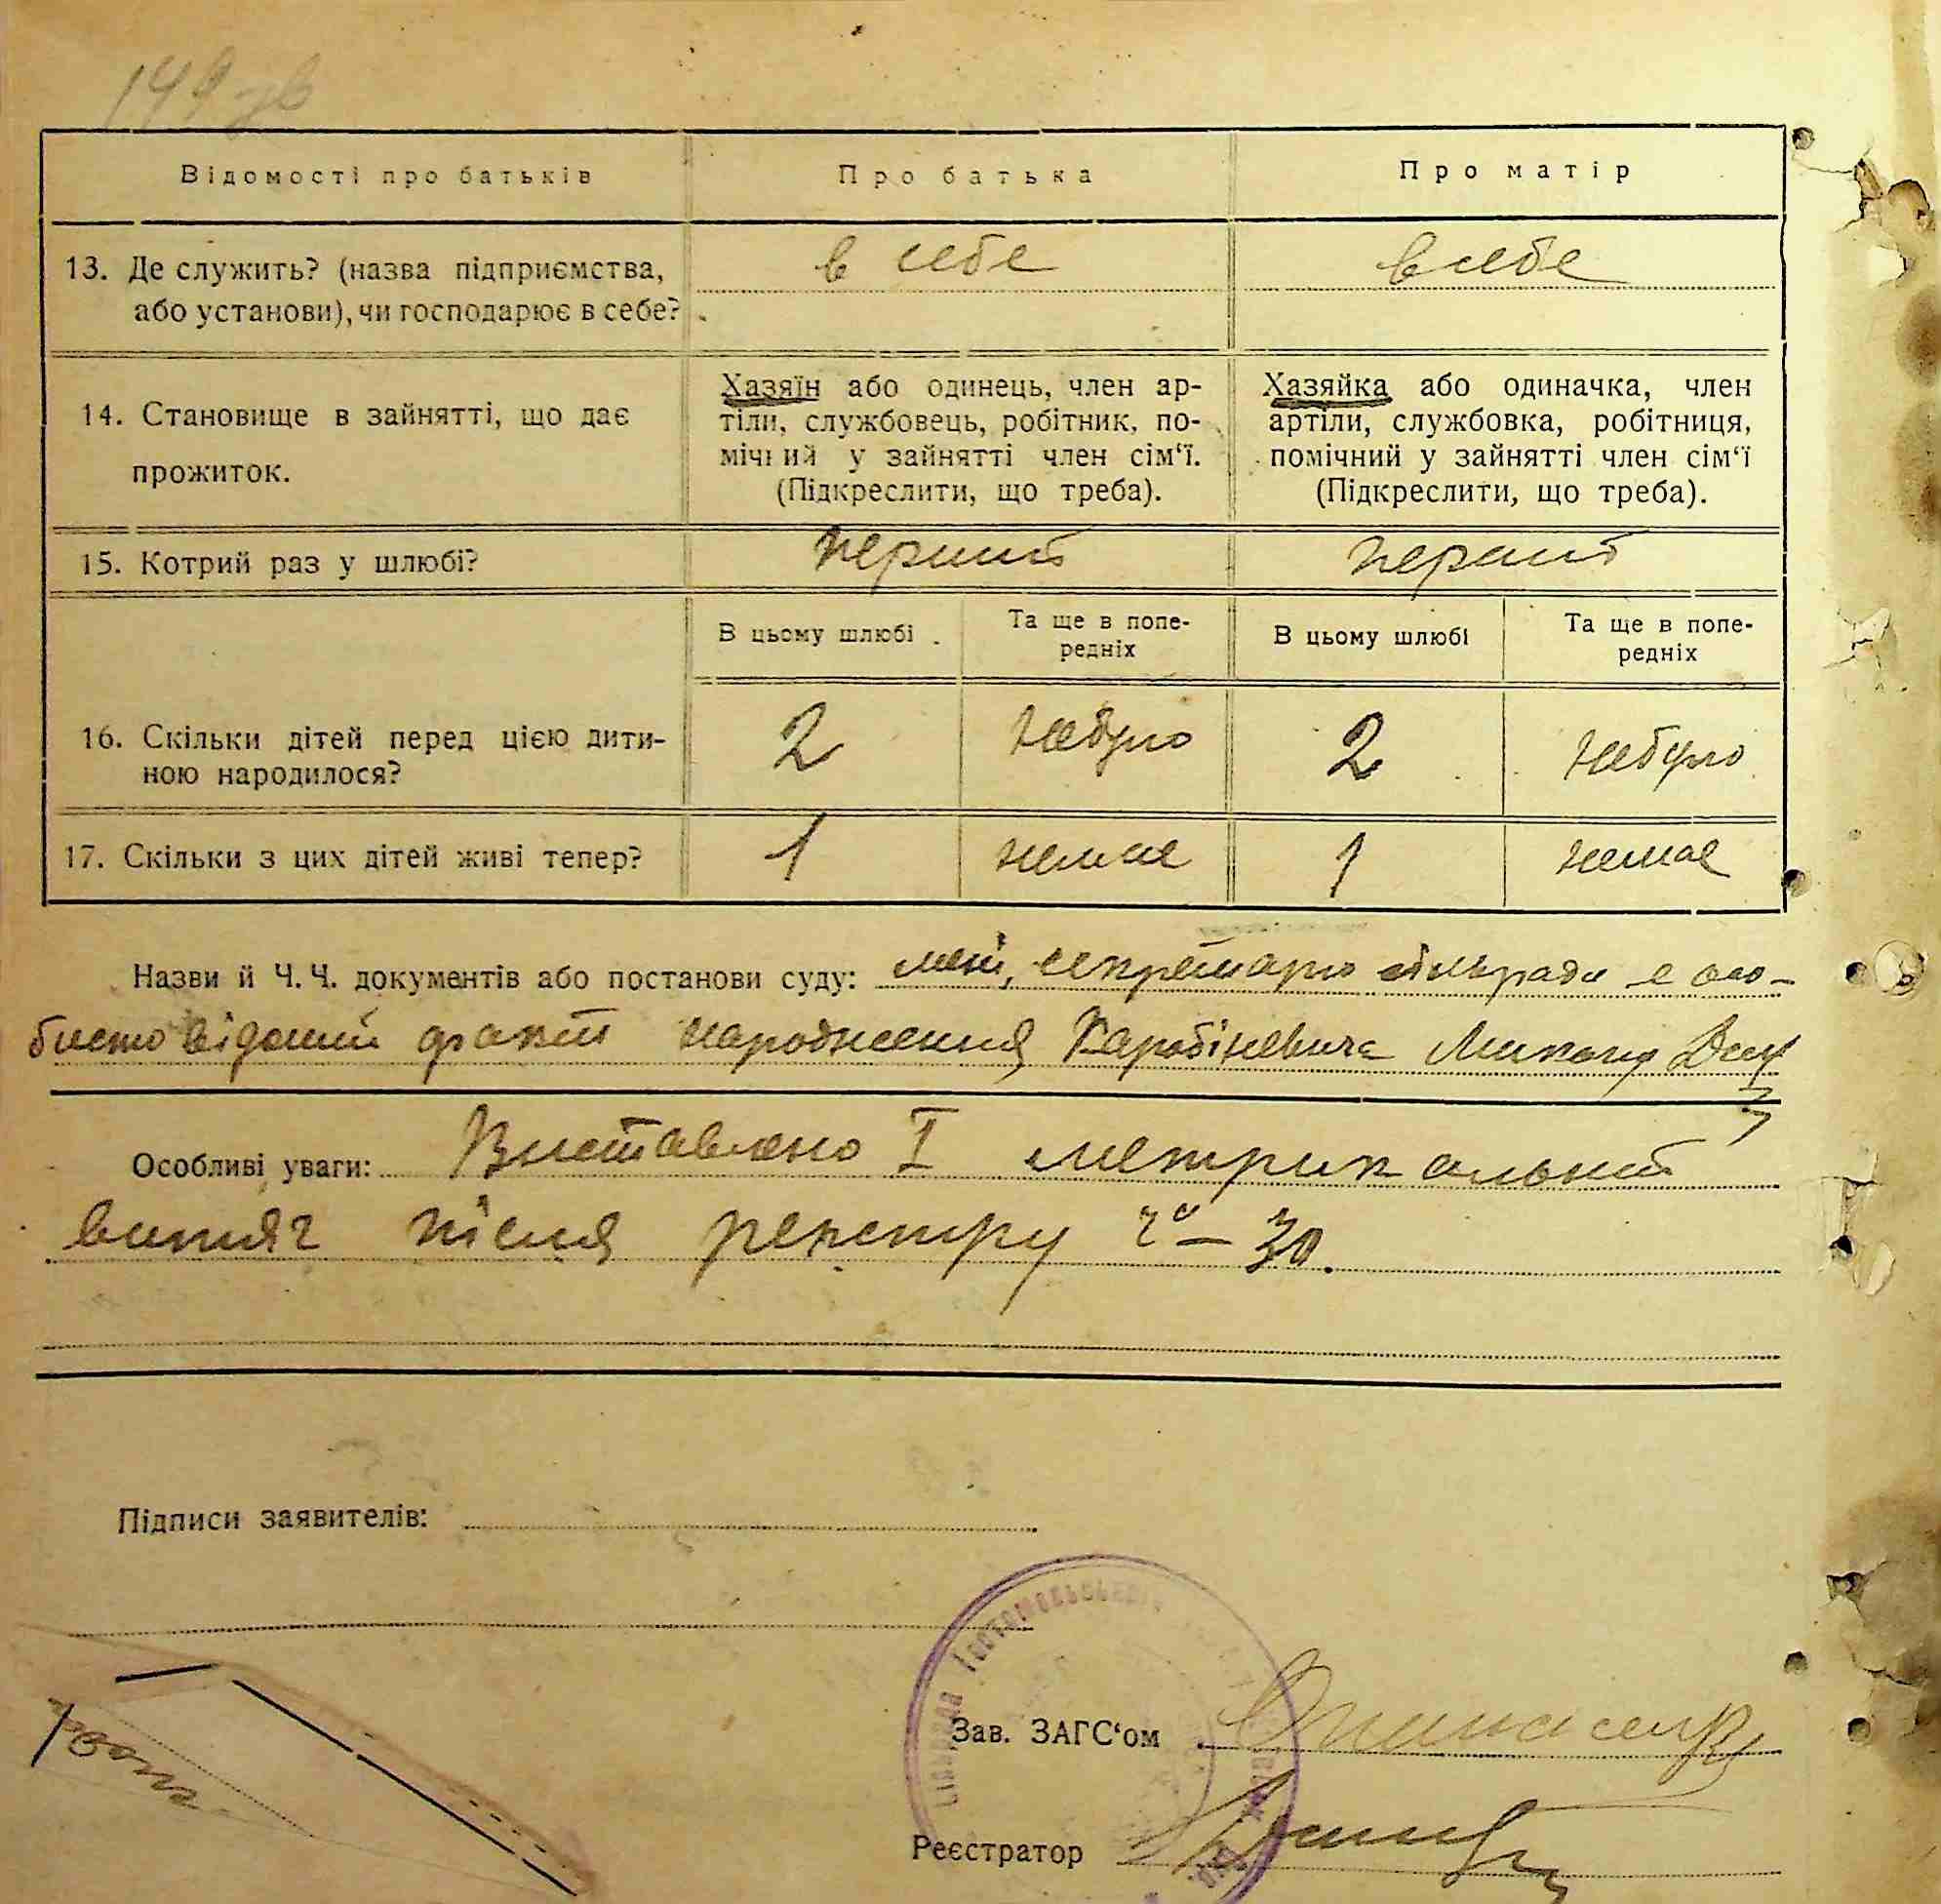 149 зв
Відомості про батьків
Про батька
Про матір
13. Де служить? (назва підприємства, або установи), чи господарює в себе?
в себе
в себе
14. Становище в зайнятті, що дає прожиток.
Хазяїн або одинець, член ар-
тіли, службовець, робітник, по-
мічний у зайнятті член сім‘ї.
(Підкреслити, що треба).
Хазяйка або одиначка, член
артіли, службовка, робітниця,
помічний у зайнятті член сім‘ї
(Підкреслити, що треба).
15. Котрий раз у шлюбі?
перший
перший
В цьому шлюбі
Та ще в попе-
редніх
В цьому шлюбі
Та ще в попе-
редніх
16. Скільки дітей перед цією дити-
ною народилося?
2
небуло
2
небуло
17. Скільки з цих дітей живі тепер?
1
немає
1
немає
Назви й Ч. Ч. документів або постанови суду: мені, секретарю сільради є осо-
бисто відомий факт народження Карабіневича Миколи
Особливі уваги: Виставлено I метрикальний
витяг після реєстру чц — 30.
Підписи заявителів:
Зав. ЗАГС‘ом
Реєстратор